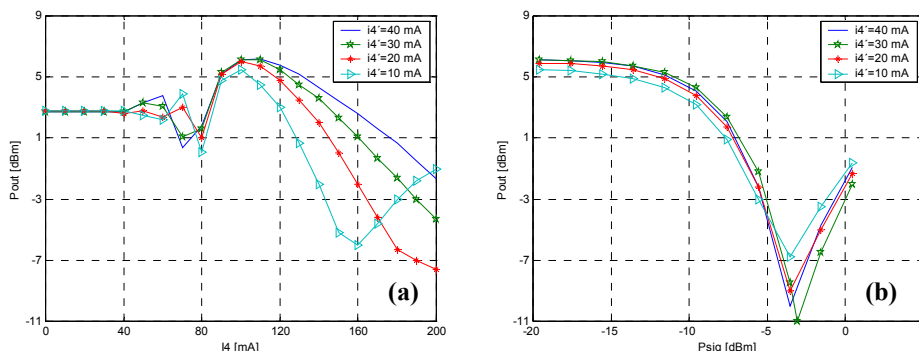 9
5
1
-3
-7
-11
0
40
80
120
160
200
Pout [dBm]
I4 [mA]
i4´=40 mA
i4´=30 mA
i4´=20 mA
i4´=10 mA
(a)
9
5
1
-3
-7
-11
-20
-15
-10
-5
0
Pout [dBm]
Psig [dBm]
i4´=40 mA
i4´=30 mA
i4´=20 mA
i4´=10 mA
(b)